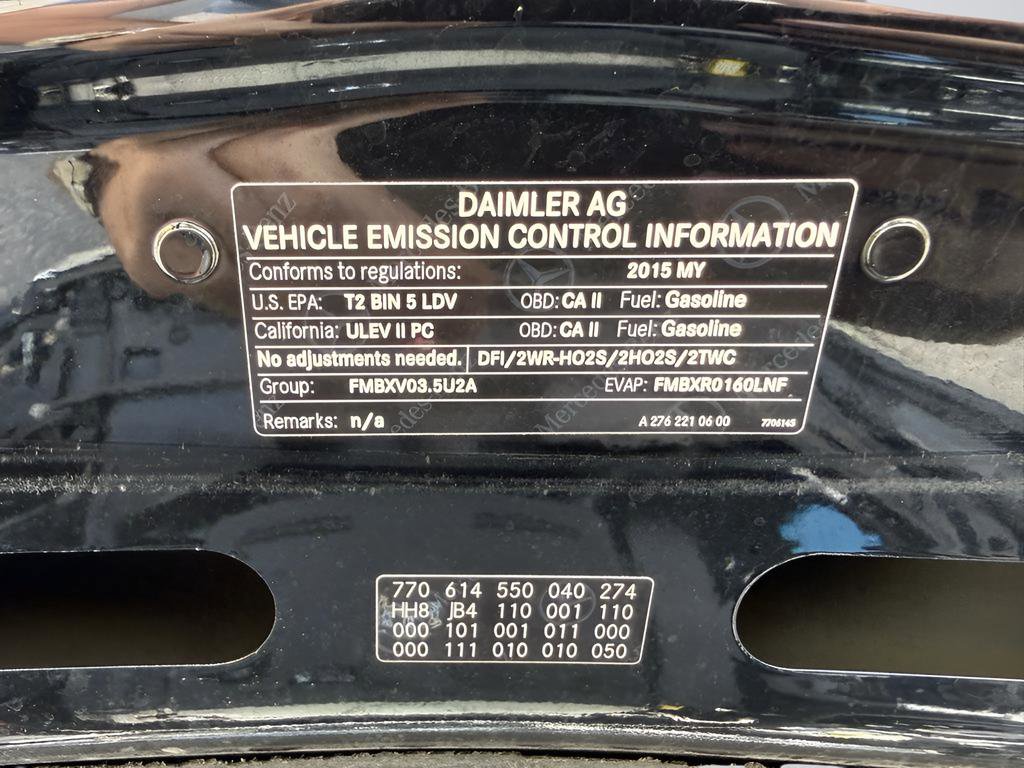 DAIMLER AG
VEHICLE EMISSION CONTROL INFORMATION
Conforms to regulations: 2015 MY
U.S. EPA: T2 BIN 5 LDV OBD: CA II Fuel: Gasoline
California: ULEV II PC OBD: CA II Fuel: Gasoline
No adjustments needed. DFI/2WR-HO2S/2HO2S/2TWC
Group: FMBXV03.5U2A EVAP: FMBXR0160LNF
Remarks: n/a A 276 221 06 00 7706145
770 614 550 040 274
HH8 JB4 110 001 110
000 101 001 011 000
000 111 010 010 050